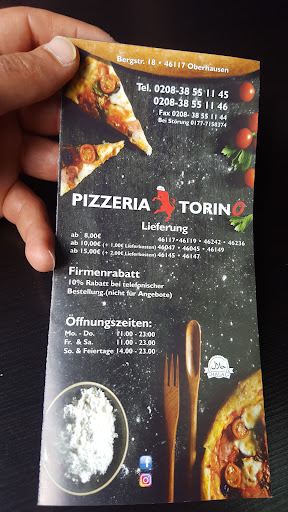 Bergstr. 18 • 46117 Oberhausen
Tel. 0208-38 55 11 45
0208-38 55 11 46
Fax 0208- 38 55 11 44
Bei Störung 0177-7158374
PIZZERIA TORINO
Lieferung
ab 8,00€ 46117•46119 • 46242 • 46236
ab 10,00€ (+ 1,00€ Lieferkosten) 46047 • 46045 • 46149
ab 15,00€ (+ 2,00€ Lieferkosten) 46145 • 46147
Firmenrabatt
10% Rabatt bei telefonischer
Bestellung.(nicht für Angebote)
Öffnungszeiten:
Mo. - Do. 11.00 - 23.00
Fr. & Sa. 11.00 - 23.00
So. & Feiertage 14.00 - 23.00